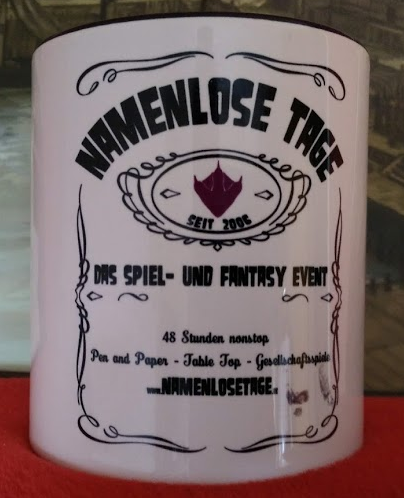 NAMENLOSE TAGE
SEIT 2006
DAS SPIEL- UND FANTASY EVENT
48 Stunden nonstop
Pen and Paper - Table Top - Gesellschaftsspiele
www.NAMENLOSETAGE.